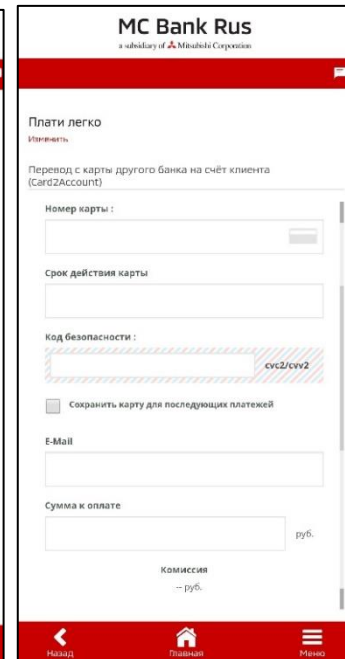 MC Bank Rus
a subsidiary of Mitsubishi Corporation
Плати легко
Изменить
Перевод с карты другого банка на счёт клиента
(Card2Account)
Номер карты :
Срок действия карты
Код безопасности :
cvc2/cvv2
Сохранить карту для последующих платежей
E-Mail
Сумма к оплате
руб.
Комиссия
-- руб.
Назад Главная Меню